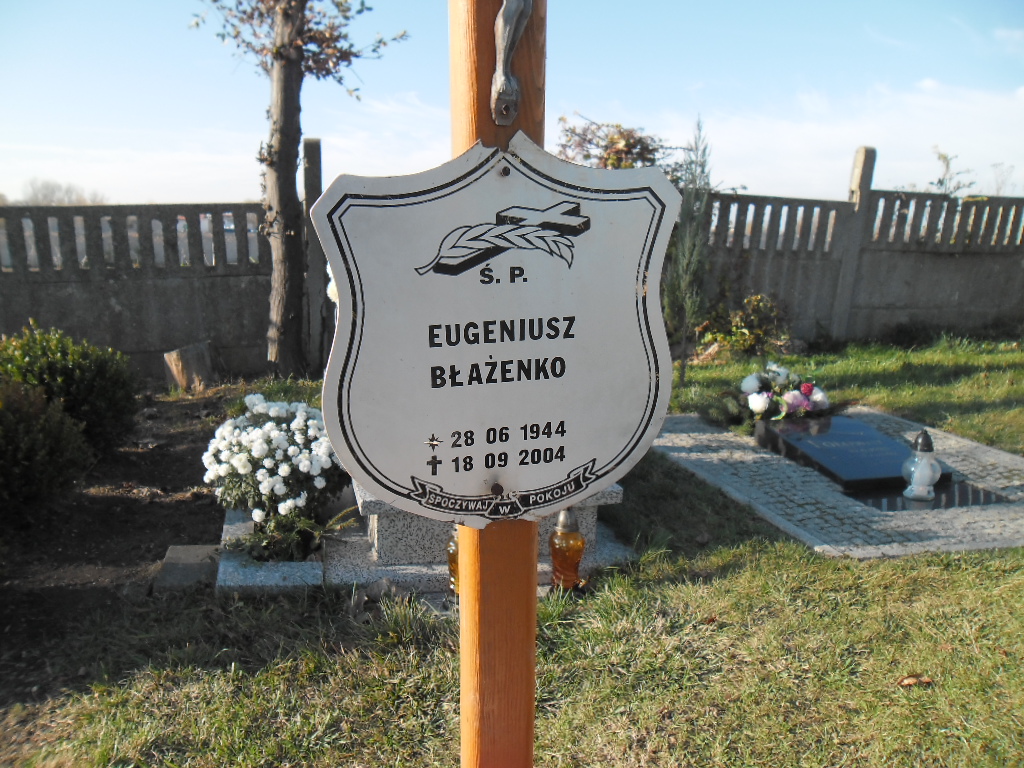 Ś. P.
EUGENIUSZ
BŁAŻENKO
28 06 1944
18 09 2004
SPOCZYWAJ W POKOJU